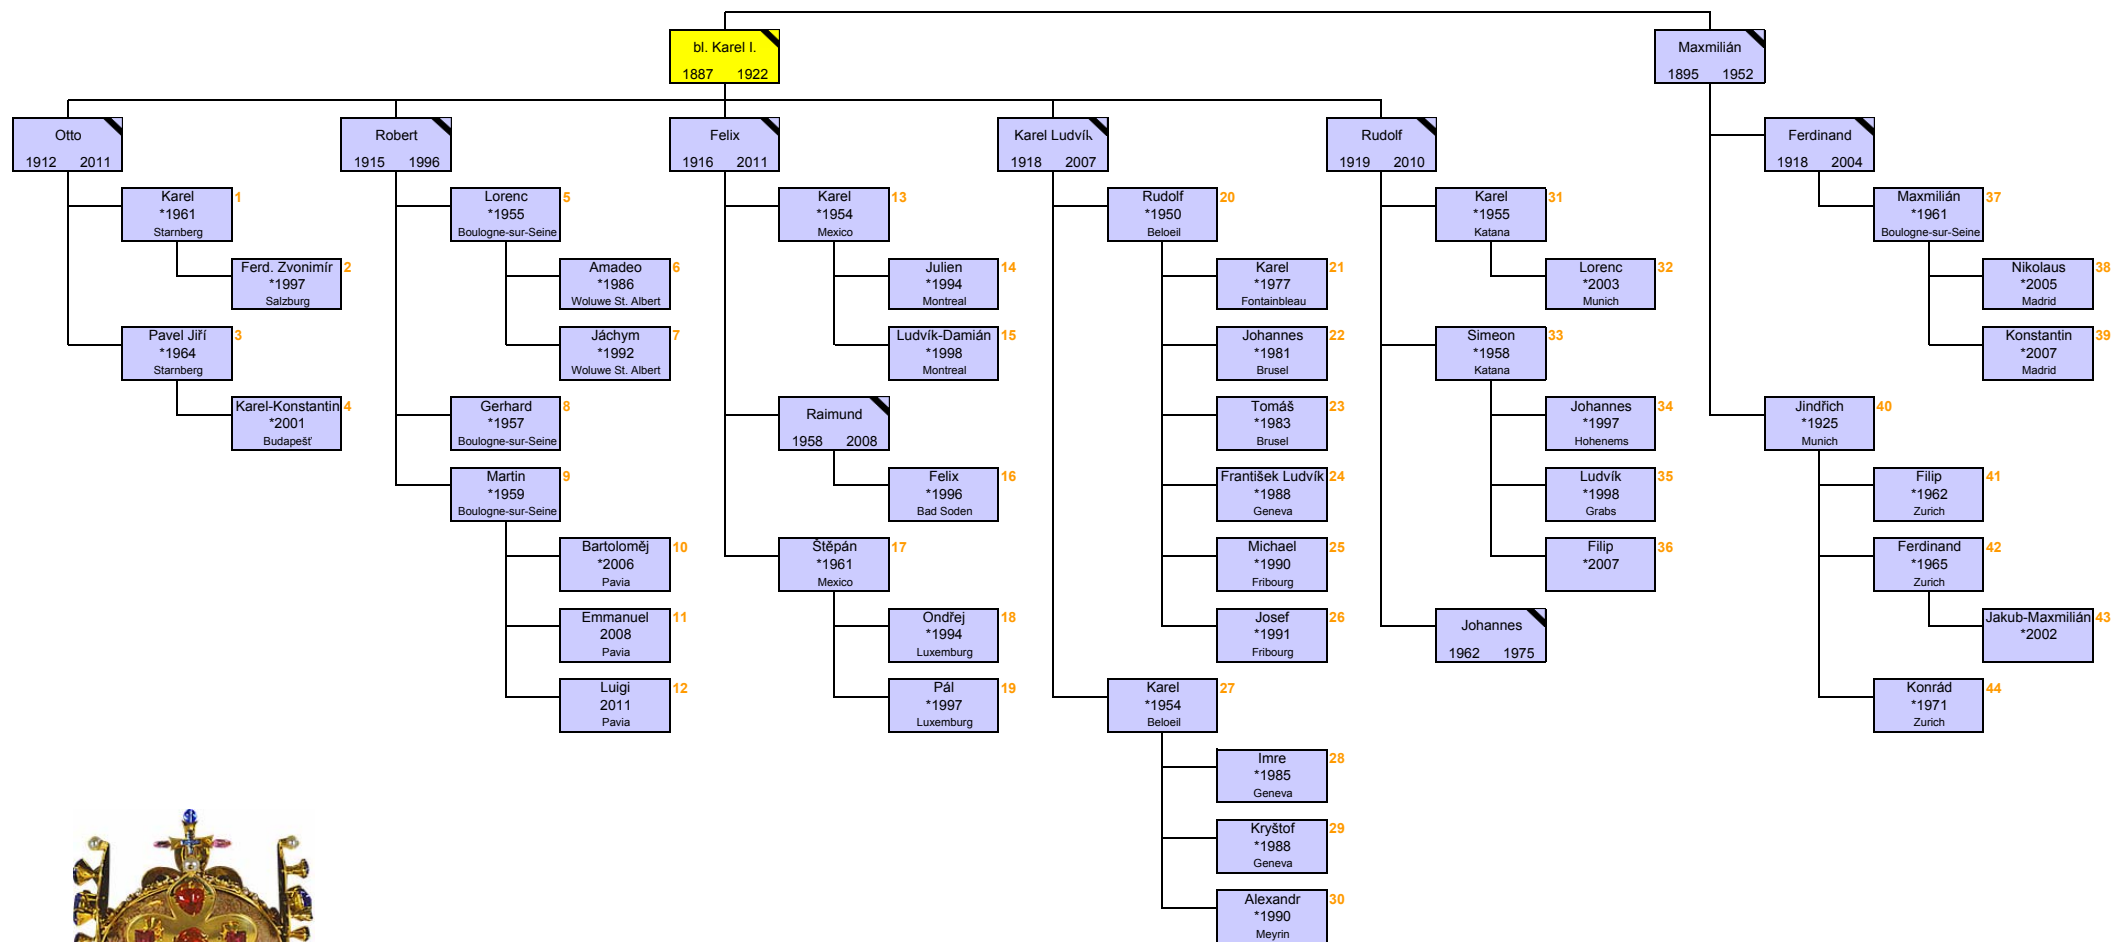 bl. Karel I.
1887 1922
Maxmilián
1895 1952
Otto
1912 2011
Karel
*1961
Starnberg
1
Ferd. Zvonimír
*1997
Salzburg
2
Pavel Jiří
*1964
Starnberg
3
Karel-Konstantin
*2001
Budapešť
4
Robert
1915 1996
Lorenc
*1955
Boulogne-sur-Seine
5
Amadeo
*1986
Woluwe St. Albert
6
Jáchym
*1992
Woluwe St. Albert
7
Gerhard
*1957
Boulogne-sur-Seine
8
Martin
*1959
Boulogne-sur-Seine
9
Bartoloměj
*2006
Pavia
10
Emmanuel
2008
Pavia
11
Luigi
2011
Pavia
12
Felix
1916 2011
Karel
*1954
Mexico
13
Julien
*1994
Montreal
14
Ludvík-Damián
*1998
Montreal
15
Raimund
1958 2008
Felix
*1996
Bad Soden
16
Štěpán
*1961
Mexico
17
Ondřej
*1994
Luxemburg
18
Pál
*1997
Luxemburg
19
Karel Ludvík
1918 2007
Rudolf
*1950
Beloeil
20
Karel
*1977
Fontainbleau
21
Johannes
*1981
Brusel
22
Tomáš
*1983
Brusel
23
František Ludvík
*1988
Geneva
24
Michael
*1990
Fribourg
25
Josef
*1991
Fribourg
26
Karel
*1954
Beloeil
27
Imre
*1985
Geneva
28
Kryštof
*1988
Geneva
29
Alexandr
*1990
Meyrin
30
Rudolf
1919 2010
Karel
*1955
Katana
31
Lorenc
*2003
Munich
32
Simeon
*1958
Katana
33
Johannes
*1997
Hohenems
34
Ludvík
*1998
Grabs
35
Filip
*2007
36
Johannes
1962 1975
Ferdinand
1918 2004
Maxmilián
*1961
Boulogne-sur-Seine
37
Nikolaus
*2005
Madrid
38
Konstantin
*2007
Madrid
39
Jindřich
*1925
Munich
40
Filip
*1962
Zurich
41
Ferdinand
*1965
Zurich
42
Jakub-Maxmilián
*2002
43
Konrád
*1971
Zurich
44